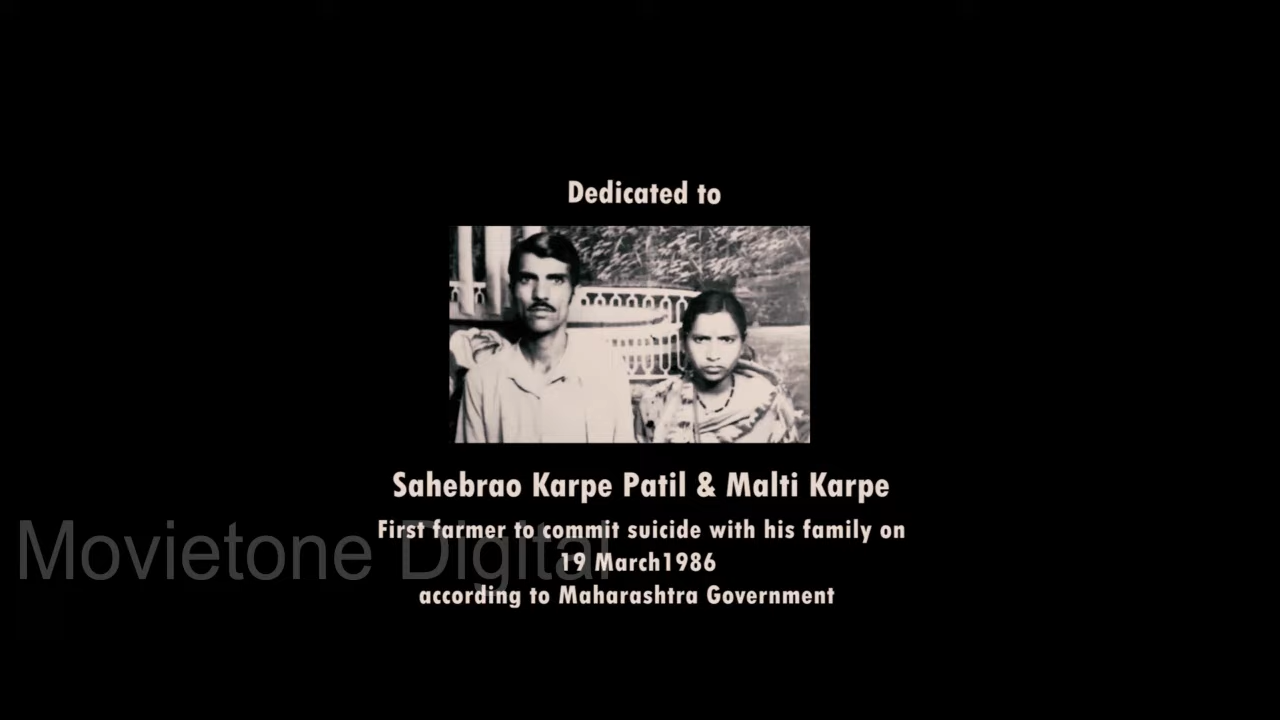 Dedicated to
Sahebrao Karpe Patil & Malti Karpe
First farmer to commit suicide with his family on
19 March1986
according to Maharashtra Government
Movietone Digital